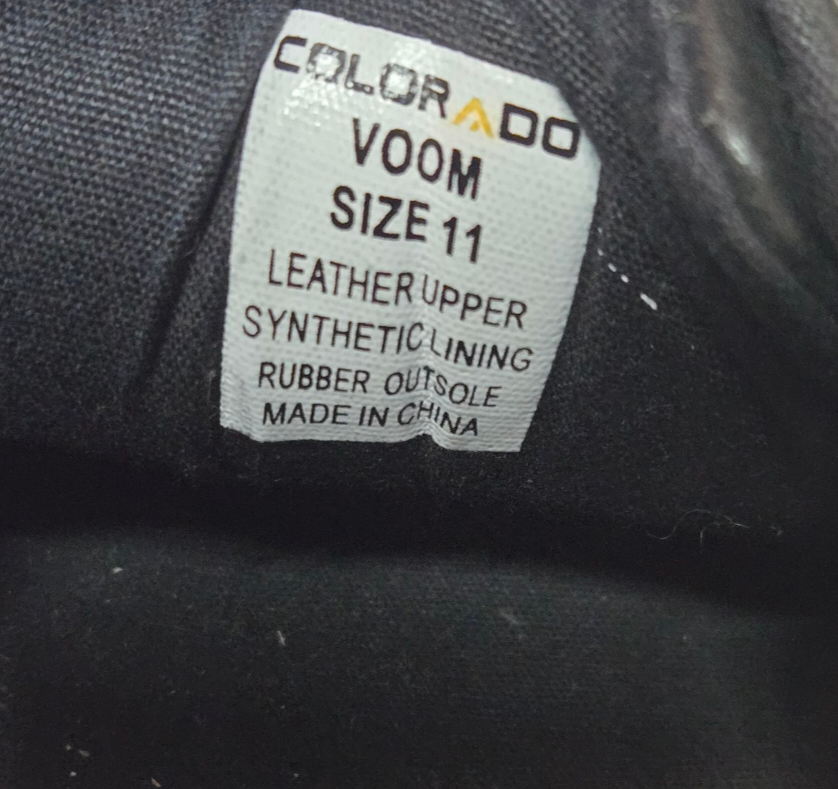 COLORADO
VOOM
SIZE 11
LEATHER UPPER
SYNTHETIC LINING
RUBBER OUTSOLE
MADE IN CHINA